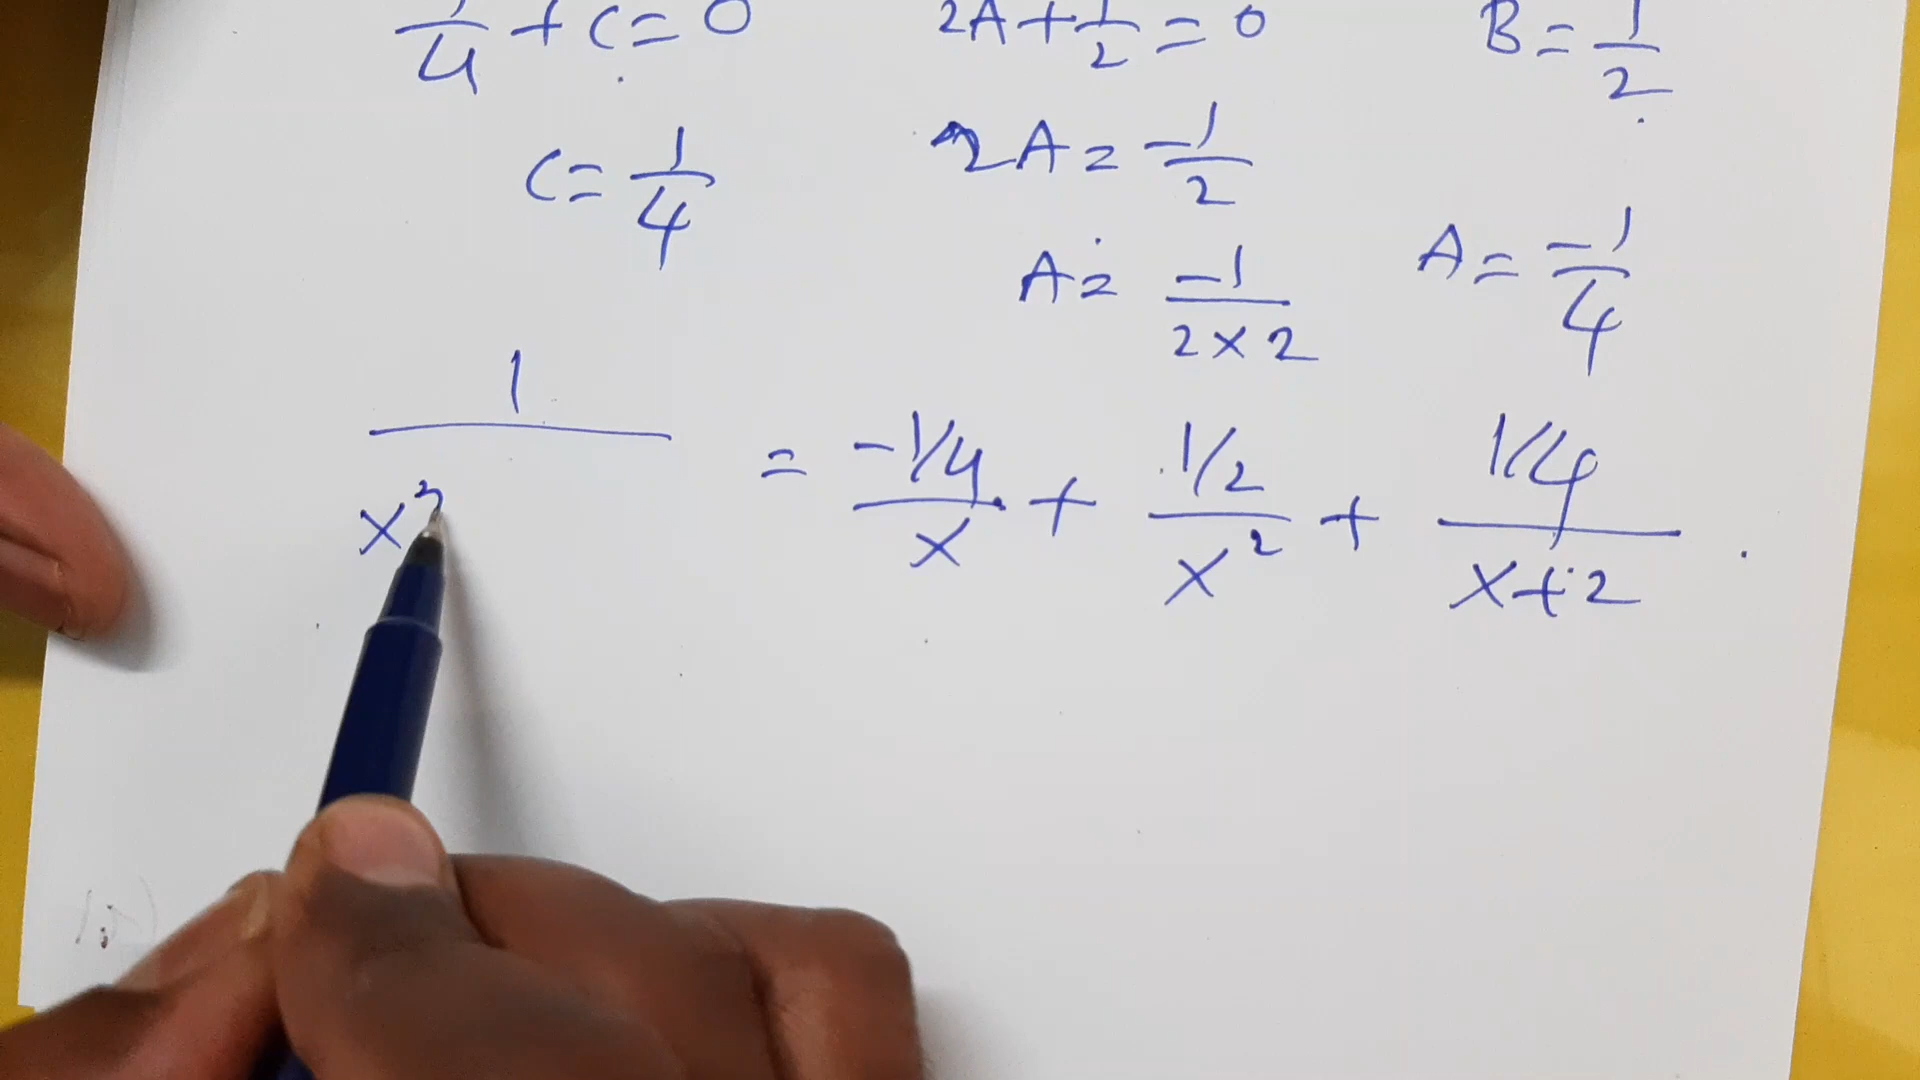 1/4 + C = 0 2A + 1/2 = 0 B = 1/2
C = 1/4 2A = -1/2
A = -1/(2 × 2) A = -1/4
1/x² = (-1/4)/x + (1/2)/x² + (1/4)/(x+2)